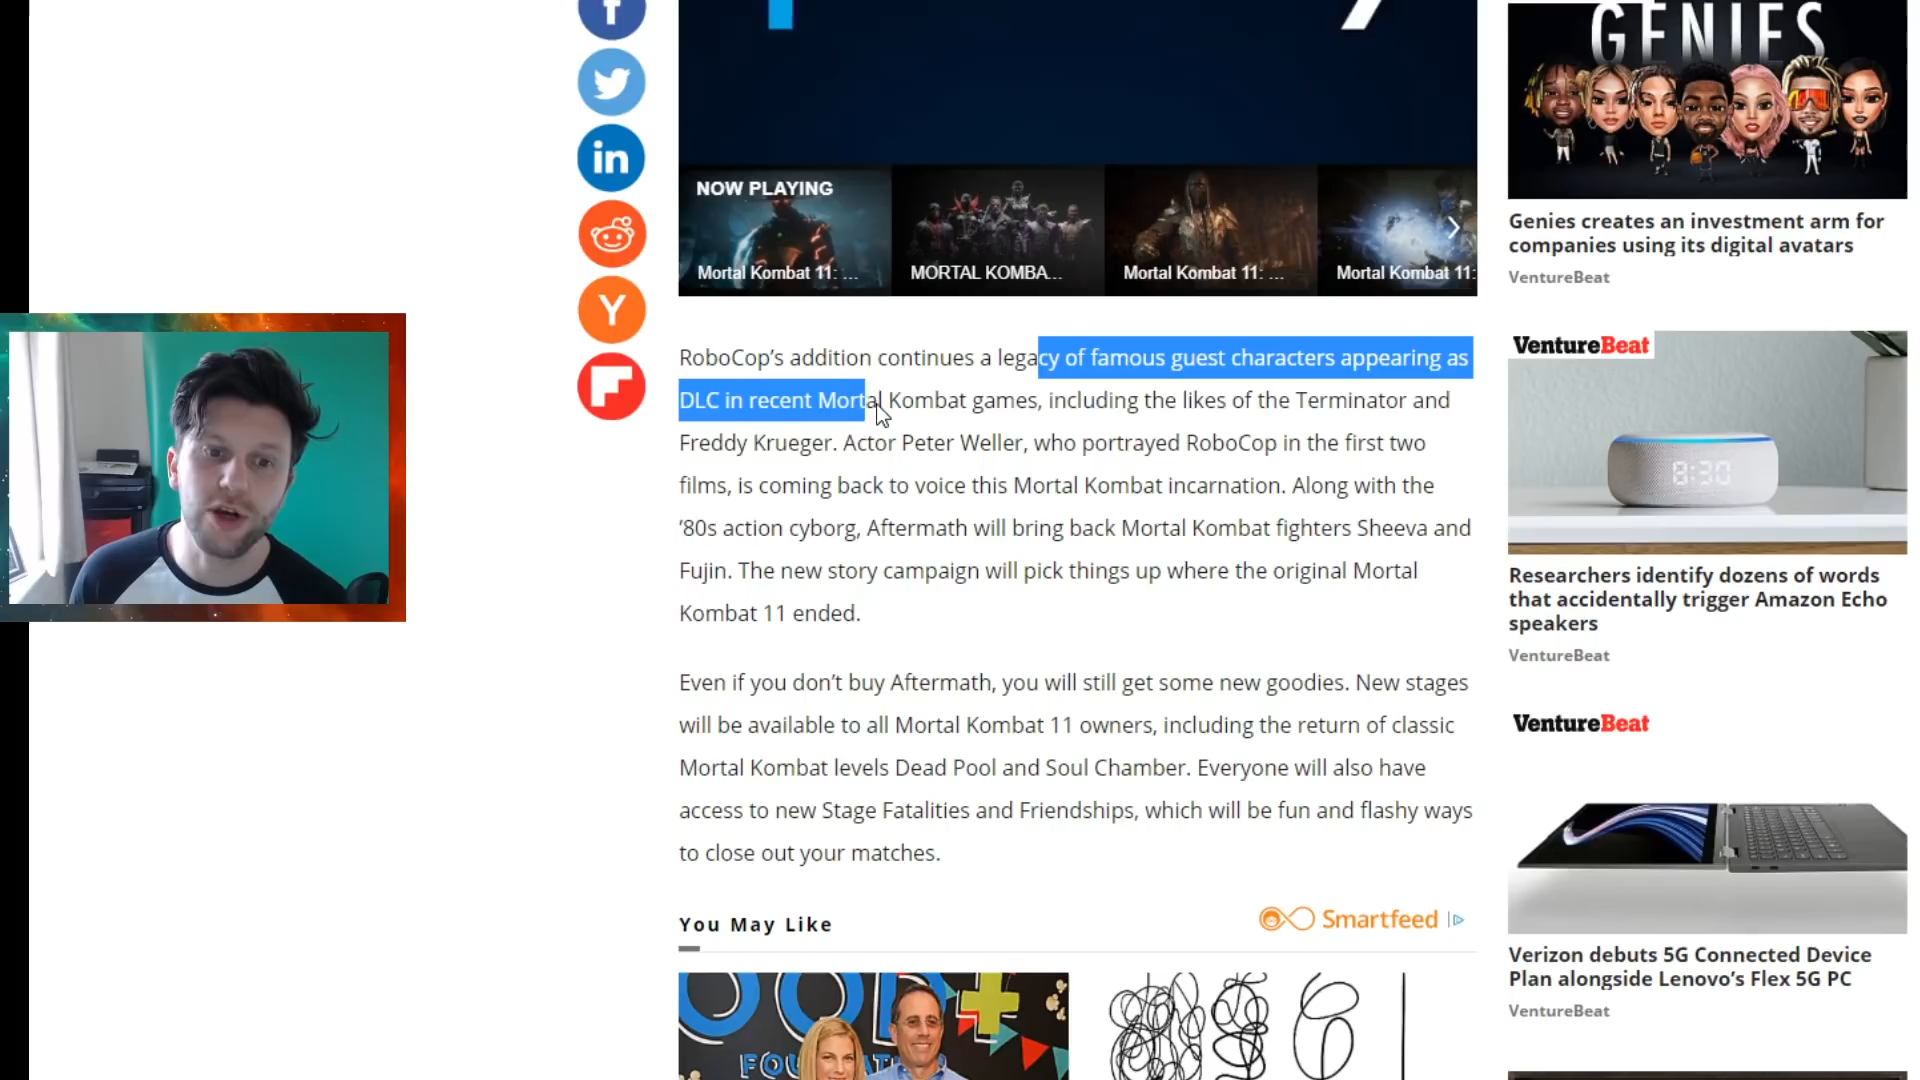 GENIES
NOW PLAYING
Mortal Kombat 11: ...
MORTAL KOMBA...
Mortal Kombat 11: ...
Mortal Kombat 11:
RoboCop’s addition continues a legacy of famous guest characters appearing as
DLC in recent Mortal Kombat games, including the likes of the Terminator and
Freddy Krueger. Actor Peter Weller, who portrayed RoboCop in the first two
films, is coming back to voice this Mortal Kombat incarnation. Along with the
’80s action cyborg, Aftermath will bring back Mortal Kombat fighters Sheeva and
Fujin. The new story campaign will pick things up where the original Mortal
Kombat 11 ended.
Even if you don’t buy Aftermath, you will still get some new goodies. New stages
will be available to all Mortal Kombat 11 owners, including the return of classic
Mortal Kombat levels Dead Pool and Soul Chamber. Everyone will also have
access to new Stage Fatalities and Friendships, which will be fun and flashy ways
to close out your matches.
You May Like
Smartfeed
Genies creates an investment arm for
companies using its digital avatars
VentureBeat
VentureBeat
8:30
Researchers identify dozens of words
that accidentally trigger Amazon Echo
speakers
VentureBeat
VentureBeat
Verizon debuts 5G Connected Device
Plan alongside Lenovo’s Flex 5G PC
VentureBeat